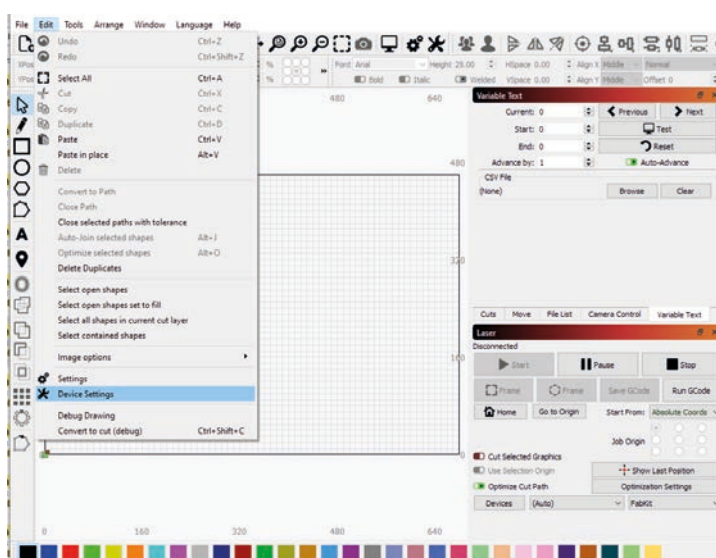 File Edit Tools Arrange Window Language Help
Undo Ctrl+Z
Redo Ctrl+Shift+Z
Select All Ctrl+A
Cut Ctrl+X
Copy Ctrl+C
Duplicate Ctrl+D
Paste Ctrl+V
Paste in place Alt+V
Delete
Convert to Path
Close Path
Close selected paths with tolerance
Auto-Join selected shapes Alt+J
Optimize selected shapes Alt+O
Delete Duplicates
Select open shapes
Select open shapes set to fill
Select all shapes in current cut layer
Select contained shapes
Image options
Settings
Device Settings
Debug Drawing
Convert to cut (debug) Ctrl+Shift+C
XPos
YPos
% Font Arial Height 25.00 HSpace 0.00 Align X Middle Normal
% Bold Italic Welded VSpace 0.00 Align Y Middle Offset 0
480 640
480
320
160
0
0 160 320 480 640
A
Variable Text
Current: 0 Previous Next
Start: 0 Test
End: 0 Reset
Advance by: 1 Auto-Advance
CSV File
(None) Browse Clear
Cuts Move File List Camera Control Variable Text
Laser
Disconnected
Start Pause Stop
Frame Frame Save GCode Run GCode
Home Go to Origin Start From: Absolute Coords
Job Origin
Cut Selected Graphics
Use Selection Origin Show Last Position
Optimize Cut Path Optimization Settings
Devices (Auto) FabKit